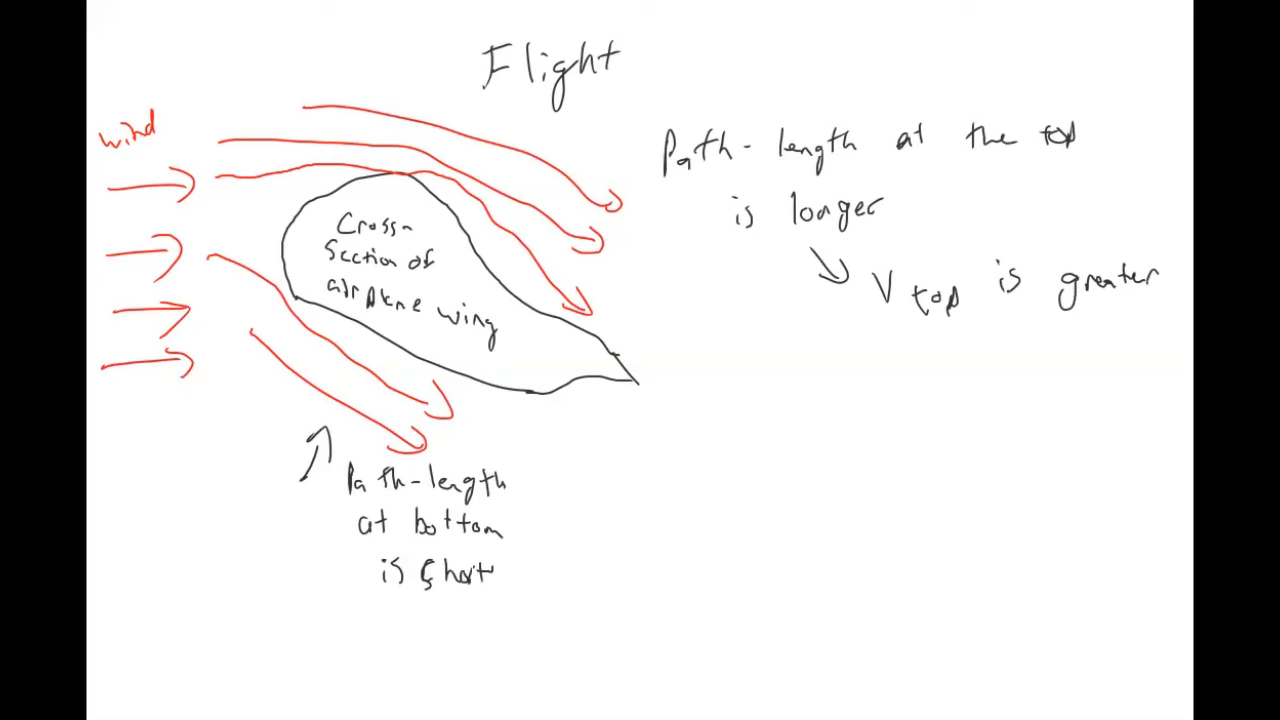 Flight
wind
Path-length at the top
is longer
V top is greater
Cross-
Section of
airplane wing
Path-length
at bottom
is short